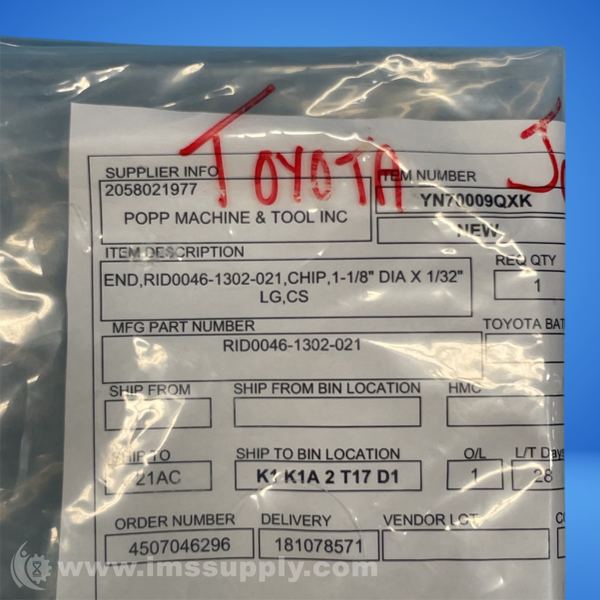 TOYOTA J
SUPPLIER INFO
2058021977
POPP MACHINE & TOOL INC
ITEM NUMBER
YN70009QXK
NEW
ITEM DESCRIPTION
END,RID0046-1302-021,CHIP,1-1/8" DIA X 1/32"
LG,CS
REQ QTY
1
MFG PART NUMBER
RID0046-1302-021
TOYOTA BAT
SHIP FROM
SHIP FROM BIN LOCATION
HMC
SHIP TO
21AC
SHIP TO BIN LOCATION
K1 K1A 2 T17 D1
O/L
1
L/T Days
28
ORDER NUMBER
4507046296
DELIVERY
181078571
VENDOR LCT
www.imssupply.com